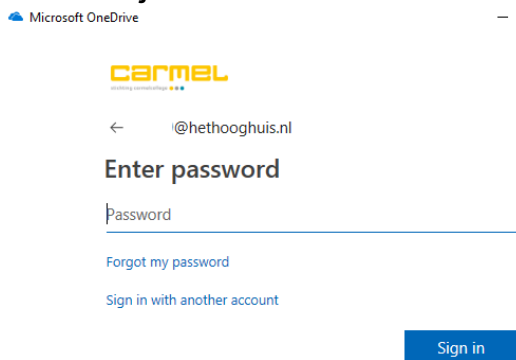 Microsoft OneDrive
carmel
stichting carmelcollege
@hethooghuis.nl
Enter password
Password
Forgot my password
Sign in with another account
Sign in